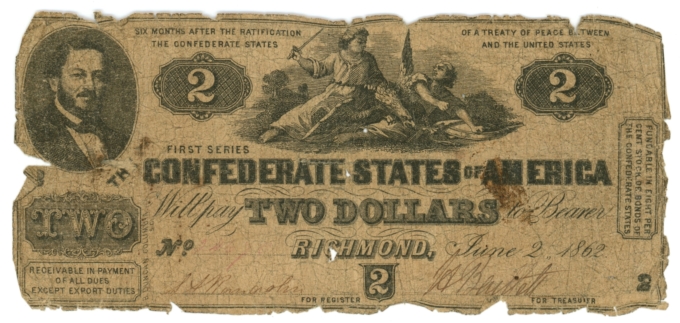 SIX MONTHS AFTER THE RATIFICATION OF A TREATY OF PEACE BETWEEN
THE CONFEDERATE STATES AND THE UNITED STATES
2 2
FIRST SERIES
THE CONFEDERATE STATES OF AMERICA
Will pay TWO DOLLARS to Bearer
TWO
No RICHMOND, June 2, 1862
RECEIVABLE IN PAYMENT
OF ALL DUES
EXCEPT EXPORT DUTIES
2
FOR REGISTER FOR TREASURER
FUNDABLE IN EIGHT PER
CENT STOCK OR BONDS OF
THE CONFEDERATE STATES
2